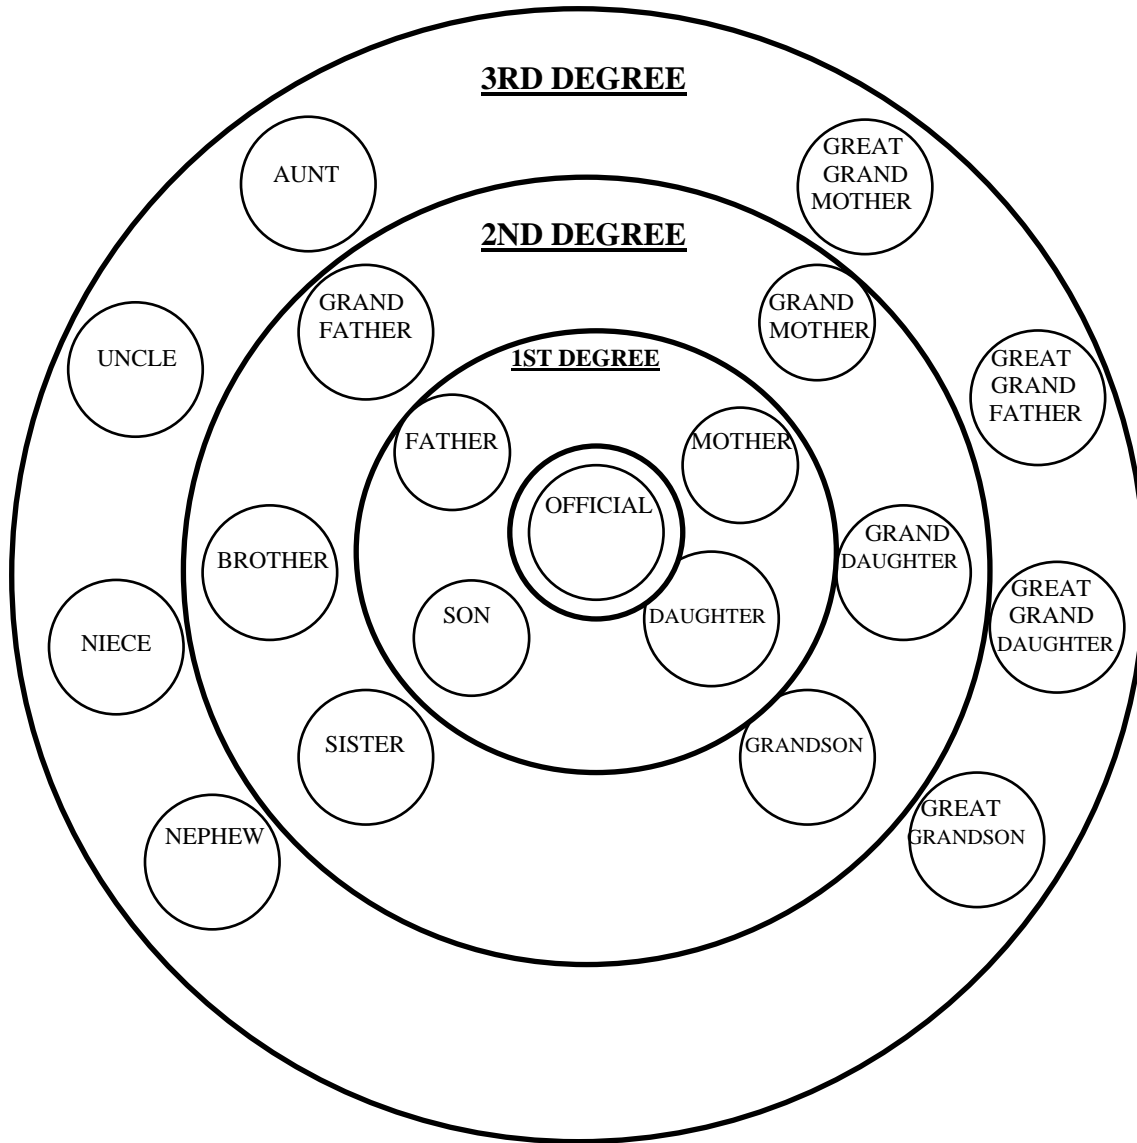 3RD DEGREE
AUNT
GREAT
GRAND
MOTHER
2ND DEGREE
GRAND
FATHER
GRAND
MOTHER
UNCLE
1ST DEGREE
GREAT
GRAND
FATHER
FATHER
MOTHER
OFFICIAL
BROTHER
GRAND
DAUGHTER
SON
DAUGHTER
NIECE
GREAT
GRAND
DAUGHTER
SISTER
GRANDSON
NEPHEW
GREAT
GRANDSON